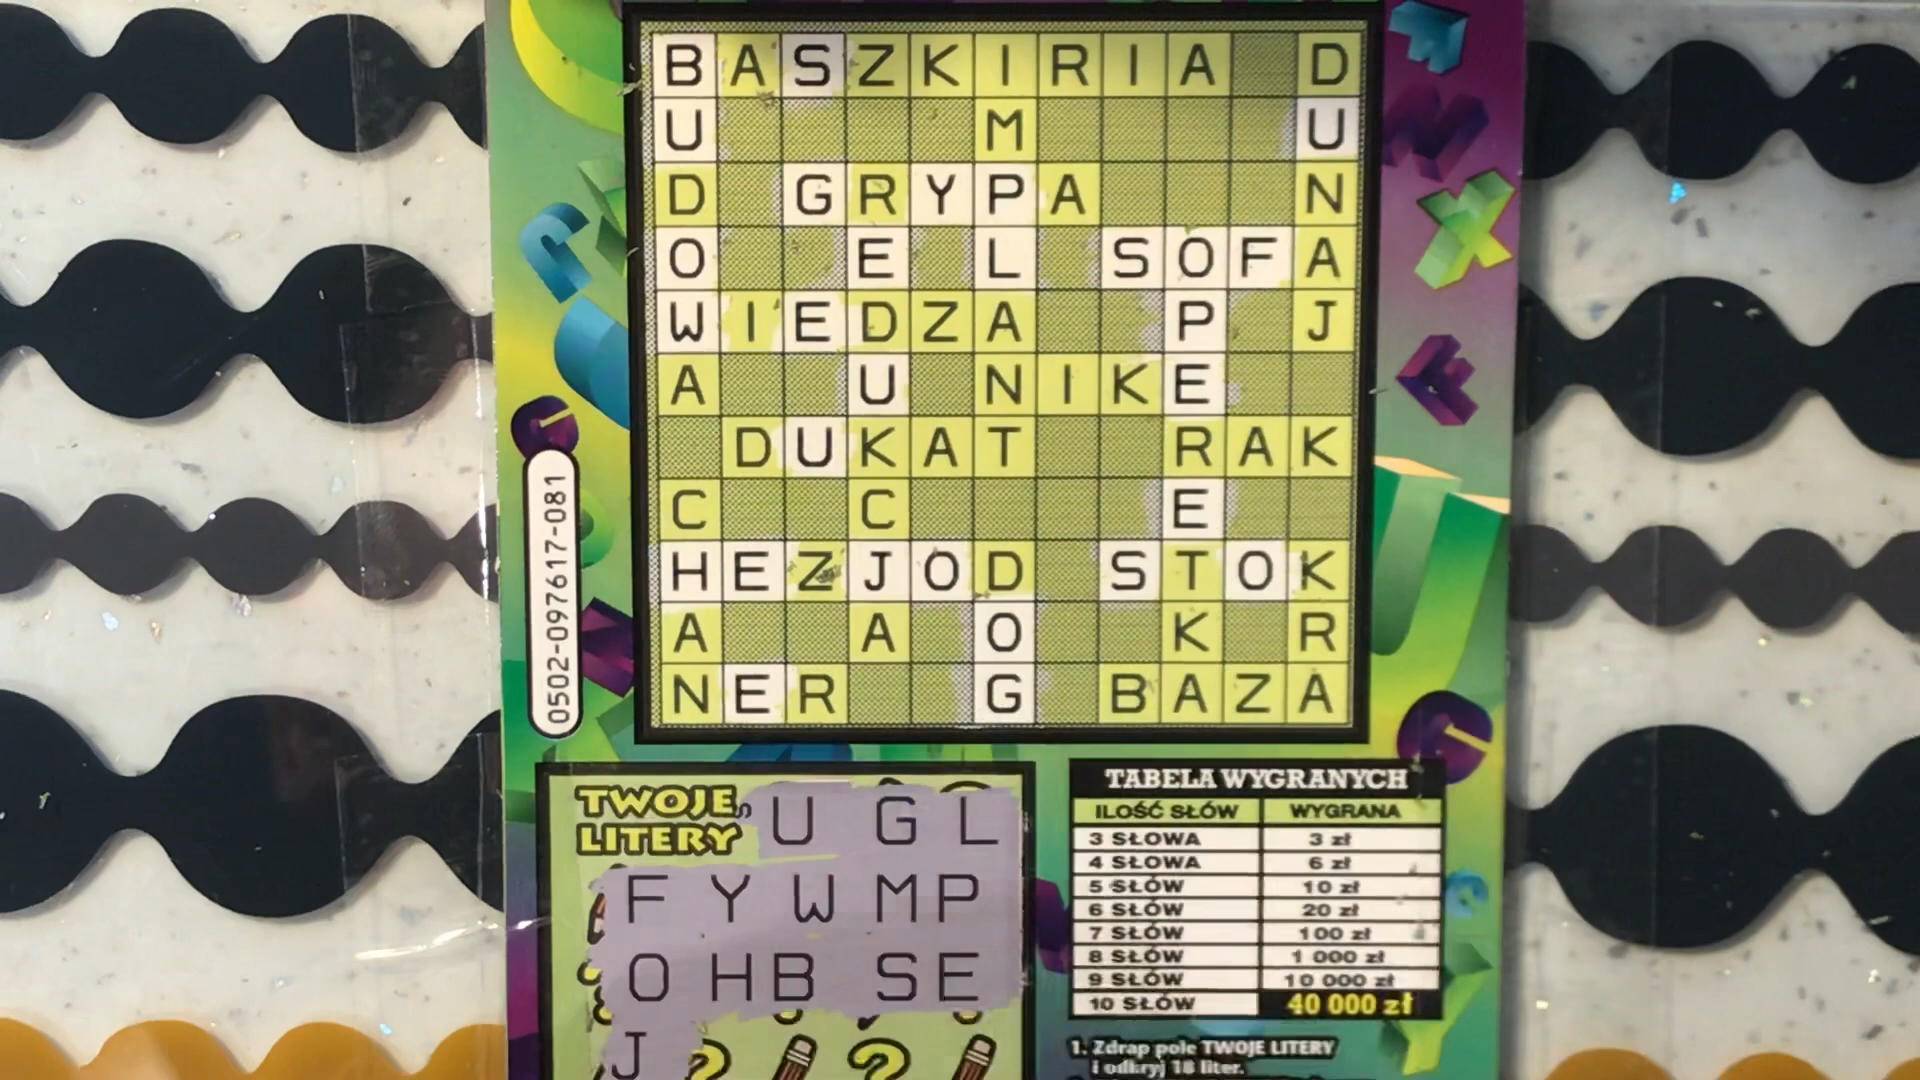 BASZKIRIA D
U M U
D GRYPA N
O E L SOFA
WIEDZA P J
A U NIKE
DUKAT RAK
C C E
HEZJOD STOK
A A O K R
NER G BAZA
0502-097617-081
TWOJE LITERY
U G L
F Y W M P
O H B S E
J
TABELA WYGRANYCH
ILOŚĆ SŁÓW WYGRANA
3 SŁOWA 3 zł
4 SŁOWA 6 zł
5 SŁÓW 10 zł
6 SŁÓW 20 zł
7 SŁÓW 100 zł
8 SŁÓW 1 000 zł
9 SŁÓW 10 000 zł
10 SŁÓW 40 000 zł
1. Zdrap pole TWOJE LITERY
i odkryj 18 liter.